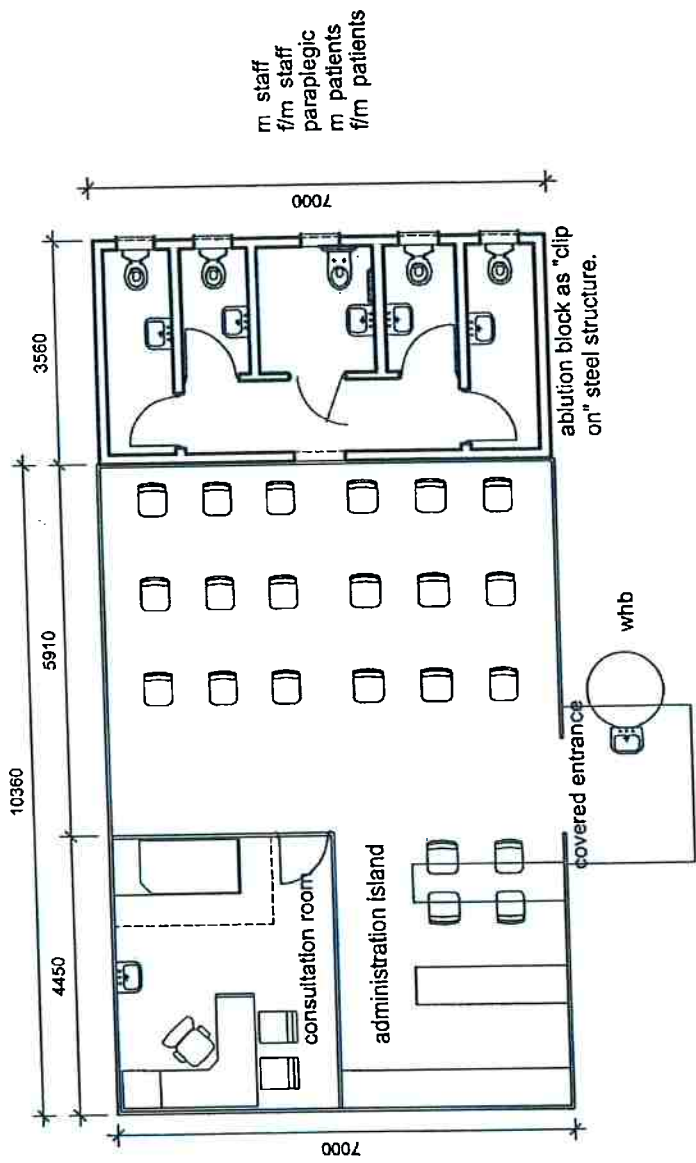 10360
3560
5910
4450
7000
m staff
f/m staff
paraplegic
m patients
f/m patients
ablution block as "clip
on" steel structure.
consultation room
administration island
covered entrance
whb
7000